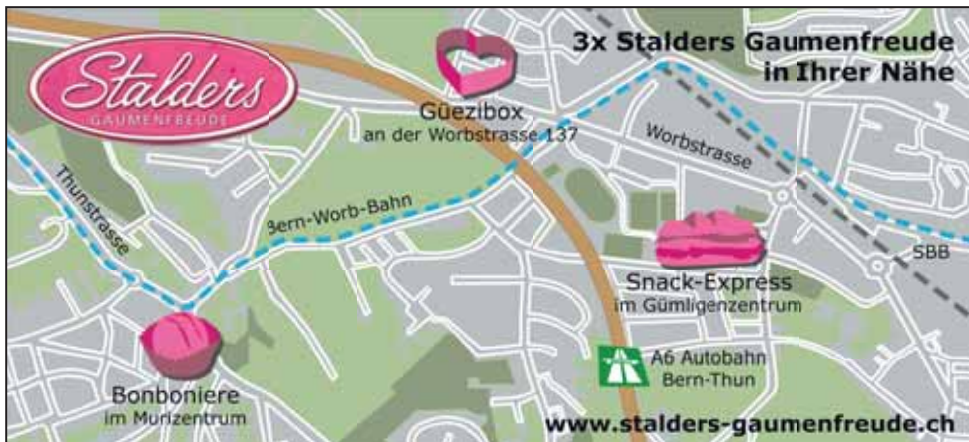 Stalders
GAUMENFREUDE
3x Stalders Gaumenfreude
in Ihrer Nähe
Güezibox
an der Worbstrasse 137
Worbstrasse
Thunstrasse
Bern-Worb-Bahn
SBB
Snack-Express
im Gümligenzentrum
A6 Autobahn
Bern-Thun
Bonboniere
im Murizentrum
www.stalders-gaumenfreude.ch